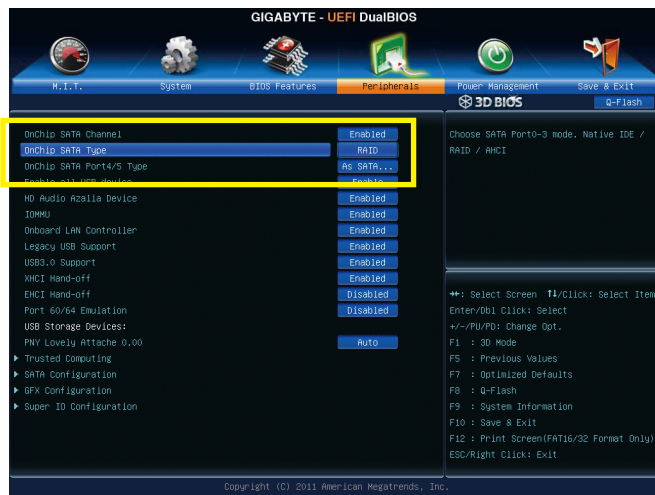 GIGABYTE - UEFI DualBIOS
M.I.T. System BIOS Features Peripherals Power Management Save & Exit
3D BIOS Q-Flash
OnChip SATA Channel Enabled
OnChip SATA Type RAID
OnChip SATA Port4/5 Type As SATA...
Enable all USB device Enable
HD Audio Azalia Device Enabled
IOMMU Enabled
Onboard LAN Controller Enabled
Legacy USB Support Enabled
USB3.0 Support Enabled
XHCI Hand-off Enabled
EHCI Hand-off Disabled
Port 60/64 Emulation Disabled
USB Storage Devices:
PNY Lovely Attache 0.00 Auto
Trusted Computing
SATA Configuration
GFX Configuration
Super IO Configuration
Choose SATA Port0-3 mode. Native IDE /
RAID / AHCI
→←: Select Screen ↑↓/Click: Select Item
Enter/Dbl Click: Select
+/-/PU/PD: Change Opt.
F1 : 3D Mode
F5 : Previous Values
F7 : Optimized Defaults
F8 : Q-Flash
F9 : System Information
F10 : Save & Exit
F12 : Print Screen(FAT16/32 Format Only)
ESC/Right Click: Exit
Copyright (C) 2011 American Megatrends, Inc.